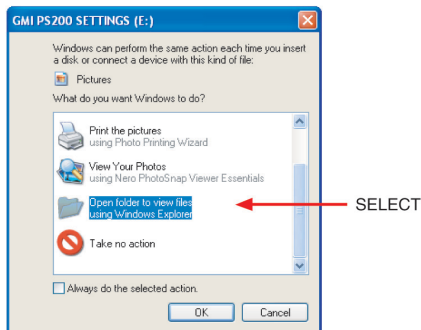 GMI PS200 SETTINGS (E:)
Windows can perform the same action each time you insert
a disk or connect a device with this kind of file:
Pictures
What do you want Windows to do?
Print the pictures
using Photo Printing Wizard
View Your Photos
using Nero PhotoSnap Viewer Essentials
Open folder to view files
using Windows Explorer
SELECT
Take no action
Always do the selected action.
OK
Cancel